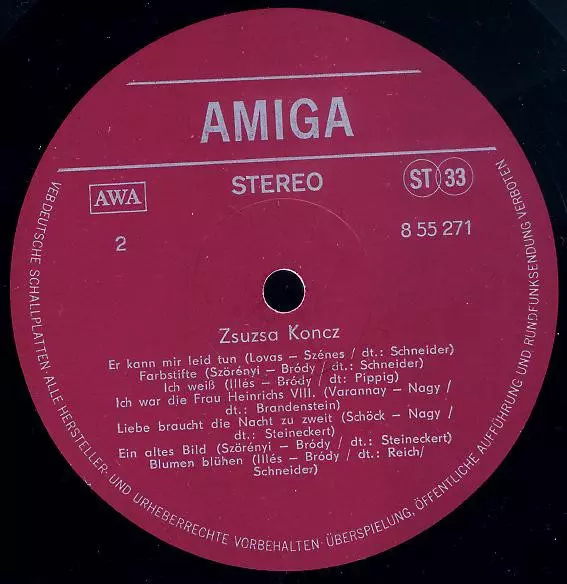 AMIGA
STEREO
AWA
ST 33
2
8 55 271
Zsuzsa Koncz
Er kann mir leid tun (Lovas – Szénes / dt.: Schneider)
Farbstifte (Szörényi – Bródy / dt.: Schneider)
Ich weiß (Illés – Bródy / dt: Pippig)
Ich war die Frau Heinrichs VIII. (Varannay – Nagy /
dt.: Brandenstein)
Liebe braucht die Nacht zu zweit (Schöck – Nagy /
dt.: Steineckert)
Ein altes Bild (Szörényi – Bródy / dt.: Steineckert)
Blumen blühen (Illés – Bródy / dt.: Reich/
Schneider)
VEB DEUTSCHE SCHALLPLATTEN · ALLE HERSTELLER- UND URHEBERRECHTE VORBEHALTEN · ÜBERSPIELUNG, ÖFFENTLICHE AUFFÜHRUNG UND RUNDFUNKSENDUNG VERBOTEN